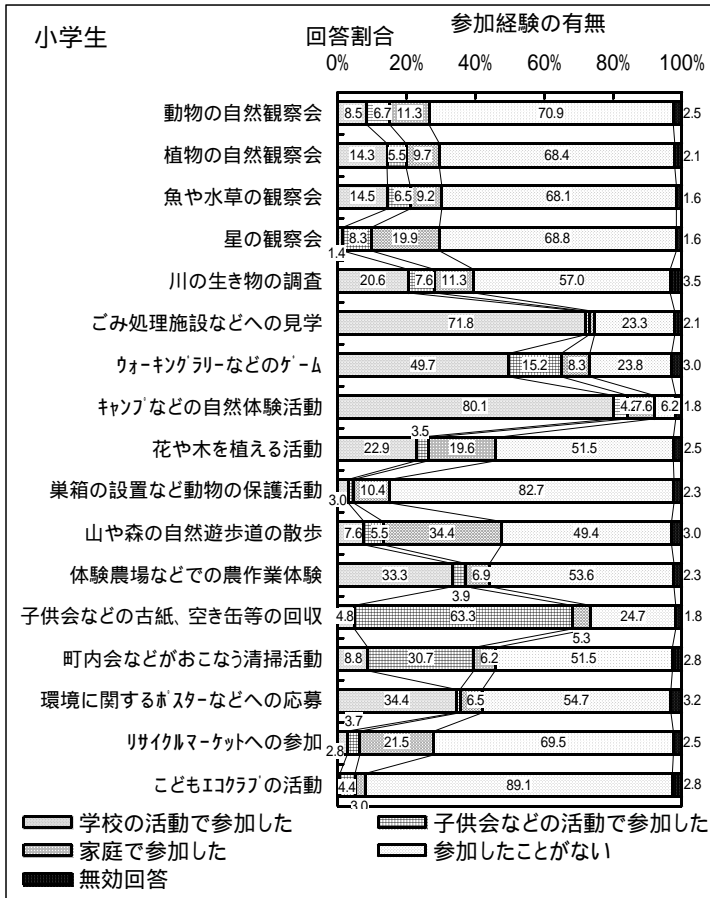 小学生
回答割合
参加経験の有無
0% 20% 40% 60% 80% 100%
動物の自然観察会 8.5 6.7 11.3 70.9 2.5
植物の自然観察会 14.3 5.5 9.7 68.4 2.1
魚や水草の観察会 14.5 6.5 9.2 68.1 1.6
星の観察会 1.4 8.3 19.9 68.8 1.6
川の生き物の調査 20.6 7.6 11.3 57.0 3.5
ごみ処理施設などへの見学 71.8 23.3 2.1
ｳｫｰｷﾝｸﾞﾗﾘｰなどのｹﾞｰﾑ 49.7 15.2 8.3 23.8 3.0
ｷｬﾝﾌﾟなどの自然体験活動 80.1 4.2 7.6 6.2 1.8
花や木を植える活動 22.9 3.5 19.6 51.5 2.5
巣箱の設置など動物の保護活動 3.0 10.4 82.7 2.3
山や森の自然遊歩道の散歩 7.6 5.5 34.4 49.4 3.0
体験農場などでの農作業体験 33.3 3.9 6.9 53.6 2.3
子供会などの古紙、空き缶等の回収 4.8 63.3 5.3 24.7 1.8
町内会などがおこなう清掃活動 8.8 30.7 6.2 51.5 2.8
環境に関するﾎﾟｽﾀｰなどへの応募 34.4 6.5 54.7 3.2
ﾘｻｲｸﾙﾏｰｹｯﾄへの参加 2.8 3.7 21.5 69.5 2.5
こどもｴｺｸﾗﾌﾞの活動 4.4 3.0 89.1 2.8
学校の活動で参加した
子供会などの活動で参加した
家庭で参加した
参加したことがない
無効回答